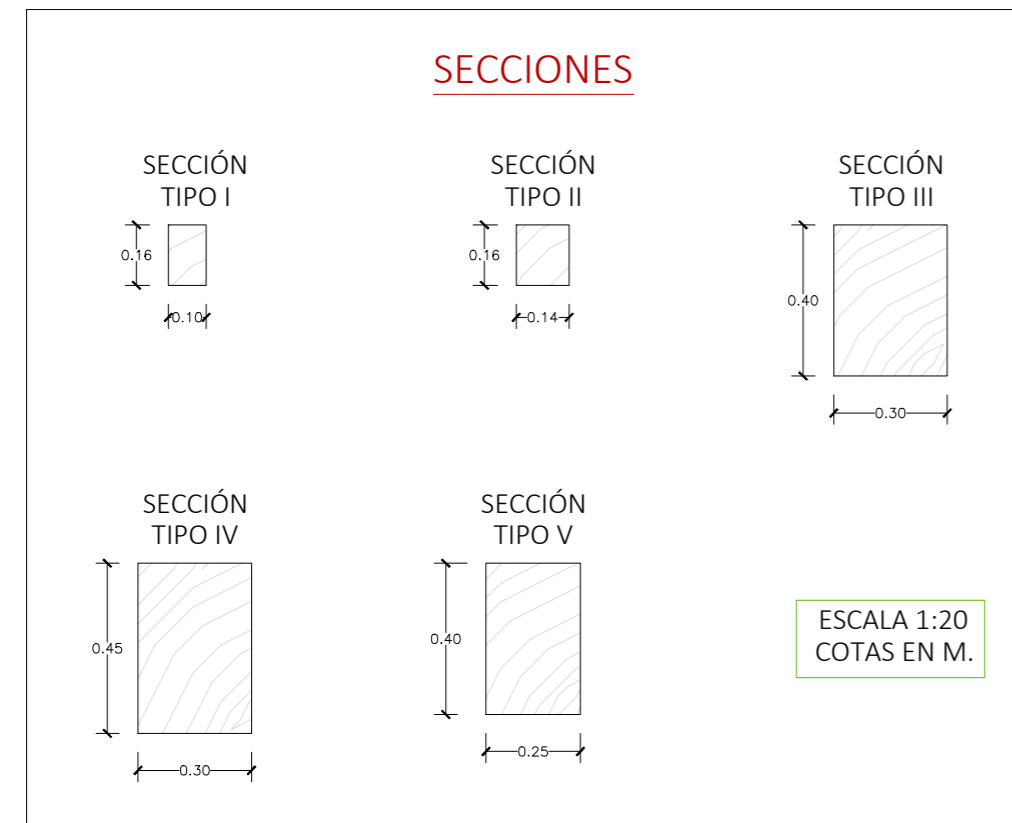 SECCIONES
SECCIÓN
TIPO I
0.16
0.10
SECCIÓN
TIPO II
0.16
0.14
SECCIÓN
TIPO III
0.40
0.30
SECCIÓN
TIPO IV
0.45
0.30
SECCIÓN
TIPO V
0.40
0.25
ESCALA 1:20
COTAS EN M.